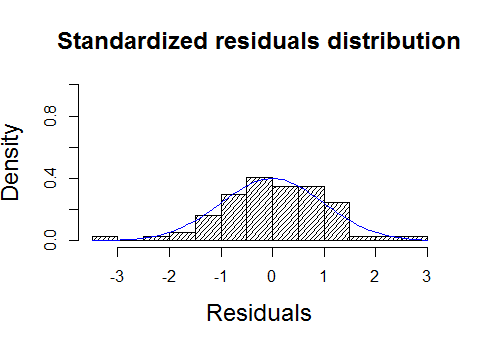 Standardized residuals distribution
Density
0.0
0.4
0.8
-3 -2 -1 0 1 2 3
Residuals